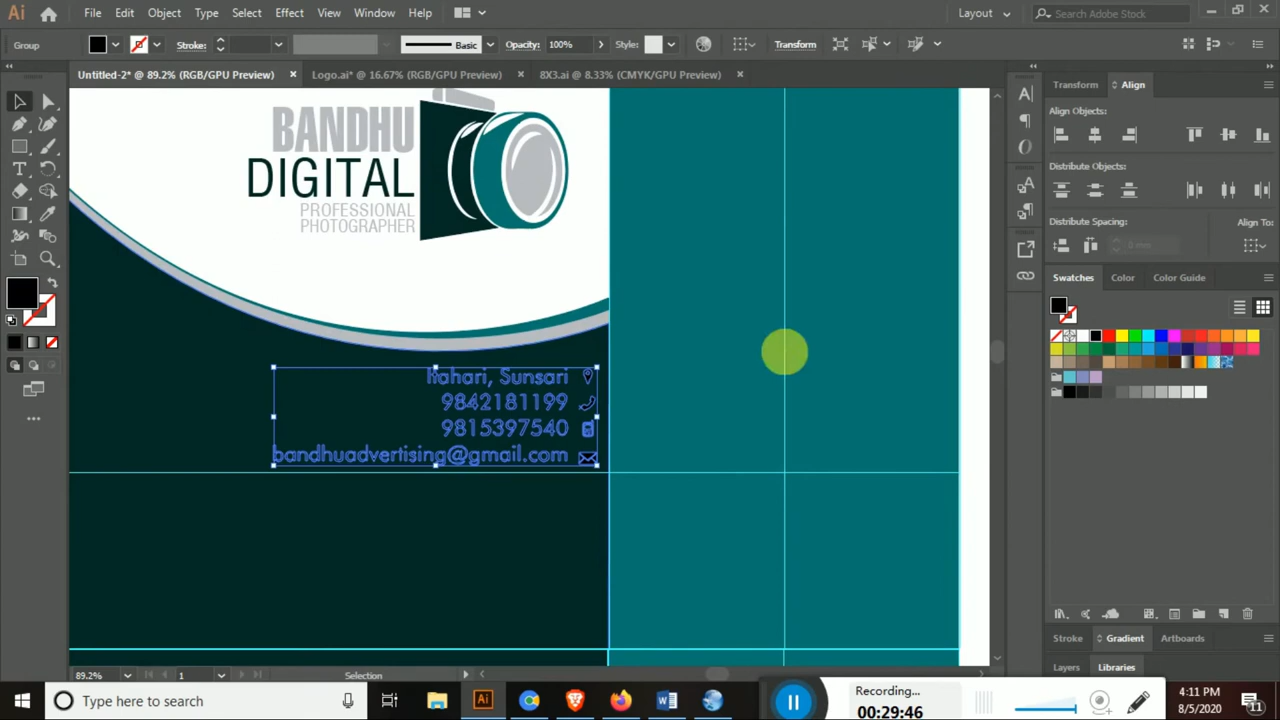 Ai File Edit Object Type Select Effect View Window Help Layout Search Adobe Stock
Group Stroke: Basic Opacity: 100% Style: Transform
Untitled-2* @ 89.2% (RGB/GPU Preview) × Logo.ai* @ 16.67% (RGB/GPU Preview) × 8X3.ai @ 8.33% (CMYK/GPU Preview) ×
Transform Align
Align Objects:
Distribute Objects:
Distribute Spacing: Align To:
0 mm
Swatches Color Color Guide
Stroke Gradient Artboards
Layers Libraries
BANDHU
DIGITAL
PROFESSIONAL
PHOTOGRAPHER
Itahari, Sunsari
9842181199
9815397540
bandhuadvertising@gmail.com
89.2% 1 Selection
Type here to search
Recording...
00:29:46
4:11 PM
8/5/2020
11